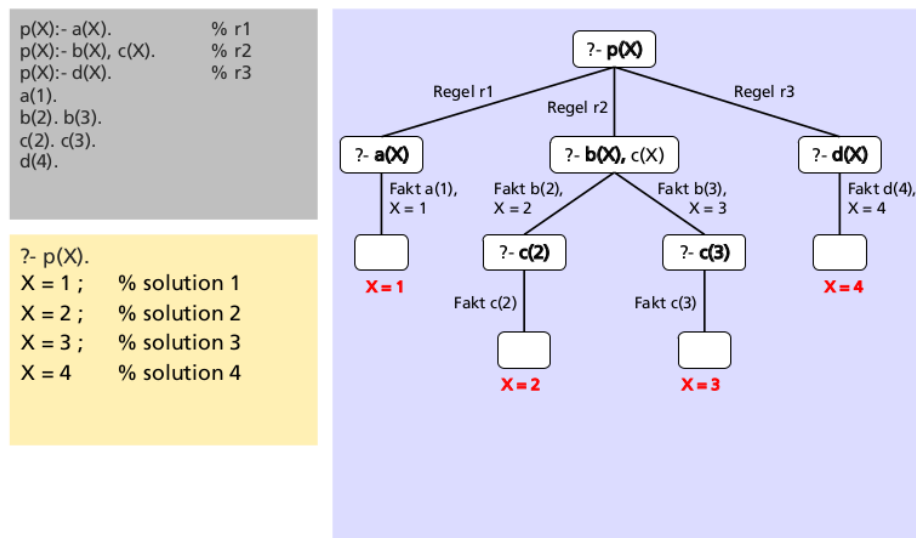 p(X):- a(X). % r1
p(X):- b(X), c(X). % r2
p(X):- d(X). % r3
a(1).
b(2). b(3).
c(2). c(3).
d(4).
?- p(X).
X = 1 ; % solution 1
X = 2 ; % solution 2
X = 3 ; % solution 3
X = 4 % solution 4
?- p(X)
Regel r1
Regel r2
Regel r3
?- a(X)
?- b(X), c(X)
?- d(X)
Fakt a(1),
X = 1
Fakt b(2),
X = 2
Fakt b(3),
X = 3
Fakt d(4),
X = 4
?- c(2)
?- c(3)
X = 1
X = 4
Fakt c(2)
Fakt c(3)
X = 2
X = 3